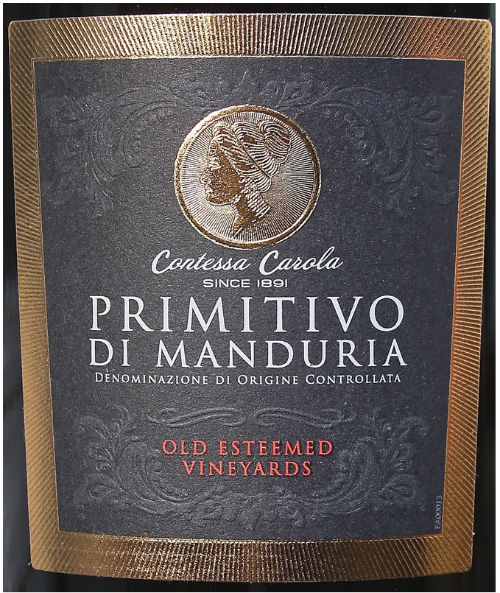 Contessa Carola
SINCE 1891
PRIMITIVO
DI MANDURIA
DENOMINAZIONE DI ORIGINE CONTROLLATA
OLD ESTEEMED
VINEYARDS